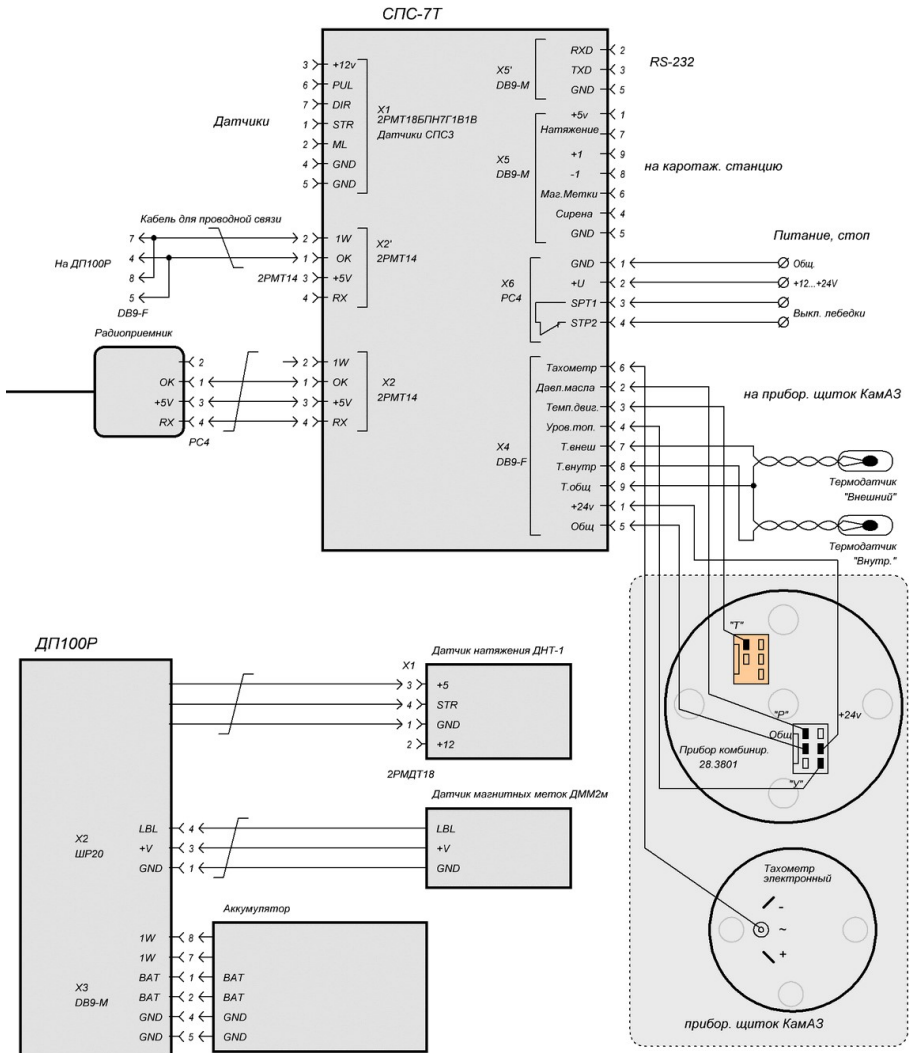 СПС-7Т
3 +12v
6 PUL
7 DIR
1 STR
2 ML
4 GND
5 GND
X1
2РМТ18БПН7Г1В1В
Датчики СПС3
Датчики
RXD 2
TXD 3
GND 5
X5'
DB9-M
RS-232
+5v 1
Натяжение 7
+1 9
-1 8
Маг.Метки 6
Сирена 4
GND 5
X5
DB9-M
на каротаж. станцию
Кабель для проводной связи
7
4
8
5
На ДП100Р
DB9-F
2 1W
1 OK
3 +5V
4 RX
2РМТ14
X2'
2РМТ14
Питание, стоп
GND 1 Общ.
+U 2 +12...+24V
SPT1 3
STP2 4
Выкл. лебедки
X6
PC4
Радиоприемник
2
OK 1
+5V 3
RX 4
PC4
2 1W
1 OK
3 +5V
4 RX
X2
2РМТ14
Тахометр 6
Давл.масла 2
Темп.двиг. 3
Уров.топ. 4
Т.внеш 7
Т.внутр 8
Т.общ 9
+24v 1
Общ 5
X4
DB9-F
на прибор. щиток КамАЗ
Термодатчик
"Внешний"
Термодатчик
"Внутр."
"Т"
"Р"
+24v
Общ
Прибор комбинир.
28.3801
"У"
Тахометр
электронный
-
~
+
прибор. щиток КамАЗ
ДП100Р
Датчик натяжения ДНТ-1
X1
3 +5
4 STR
1 GND
2 +12
2РМДТ18
Датчик магнитных меток ДММ2м
X2
ШР20
LBL 4 LBL
+V 3 +V
GND 1 GND
Аккумулятор
1W 8
1W 7
BAT 1 BAT
BAT 2 BAT
GND 4 GND
GND 5 GND
X3
DB9-M